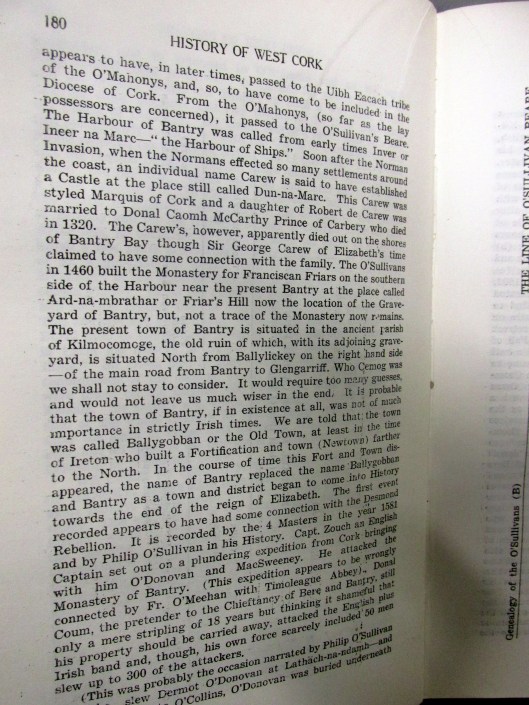 180
HISTORY OF WEST CORK
appears to have, in later times, passed to the Uibh Eacach tribe
of the O'Mahonys, and, so, to have come to be included in the
Diocese of Cork. From the O'Mahonys, (so far as the lay
possessors are concerned), it passed to the O'Sullivan's Beare.
The Harbour of Bantry was called from early times Inver or
Ineer na Marc—"the Harbour of Ships." Soon after the Norman
Invasion, when the Normans effected so many settlements around
the coast, an individual name Carew is said to have established
a Castle at the place still called Dun-na-Marc. This Carew was
styled Marquis of Cork and a daughter of Robert de Carew was
married to Donal Caomh McCarthy Prince of Carbery who died
in 1320. The Carew's, however, apparently died out on the shores
of Bantry Bay though Sir George Carew of Elizabeth's time
claimed to have some connection with the family. The O'Sullivans
in 1460 built the Monastery for Franciscan Friars on the southern
side of the Harbour near the present Bantry at the place called
Ard-na-mbrathar or Friar's Hill now the location of the Grave-
yard of Bantry, but, not a trace of the Monastery now remains.
The present town of Bantry is situated in the ancient parish
of Kilmocomoge, the old ruin of which, with its adjoining grave-
yard, is situated North from Ballylickey on the right hand side
—of the main road from Bantry to Glengarriff. Who Cemog was
we shall not stay to consider. It would require too many guesses,
and would not leave us much wiser in the end. It is probable
that the town of Bantry, if in existence at all, was not of much
importance in strictly Irish times. We are told that the town
was called Ballygobban or the Old Town, at least in the time
of Ireton who built a Fortification and town (Newtown) farther
to the North. In the course of time this Fort and Town dis-
appeared, the name of Bantry replaced the name Ballygobban
and Bantry as a town and district began to come into History
towards the end of the reign of Elizabeth. The first event
recorded appears to have had some connection with the Desmond
Rebellion. It is recorded by the 4 Masters in the year 1581
and by Philip O'Sullivan in his History. Capt. Zouch an English
Captain set out on a plundering expedition from Cork bringing
with him O'Donovan and MacSweeney. He attacked the
Monastery of Bantry. (This expedition appears to be wrongly
connected by Fr. O'Meehan with Timoleague Abbey). Donal
Coum, the pretender to the Chieftancy of Bere and Bantry, still
only a mere stripling of 18 years but thinking it shameful that
his property should be carried away, attacked the English plus
Irish band and, though, his own force scarcely included 50 men
slew up to 300 of the attackers.
(This was probably the occasion narrated by Philip O'Sullivan
slew Dermot O'Donovan at Lathach-na-ndamh—and
O'Collins, O'Donovan was buried underneath
THE LINE OF O'SULLIVAN BEARE
Genealogy of the O'Sullivans (B)